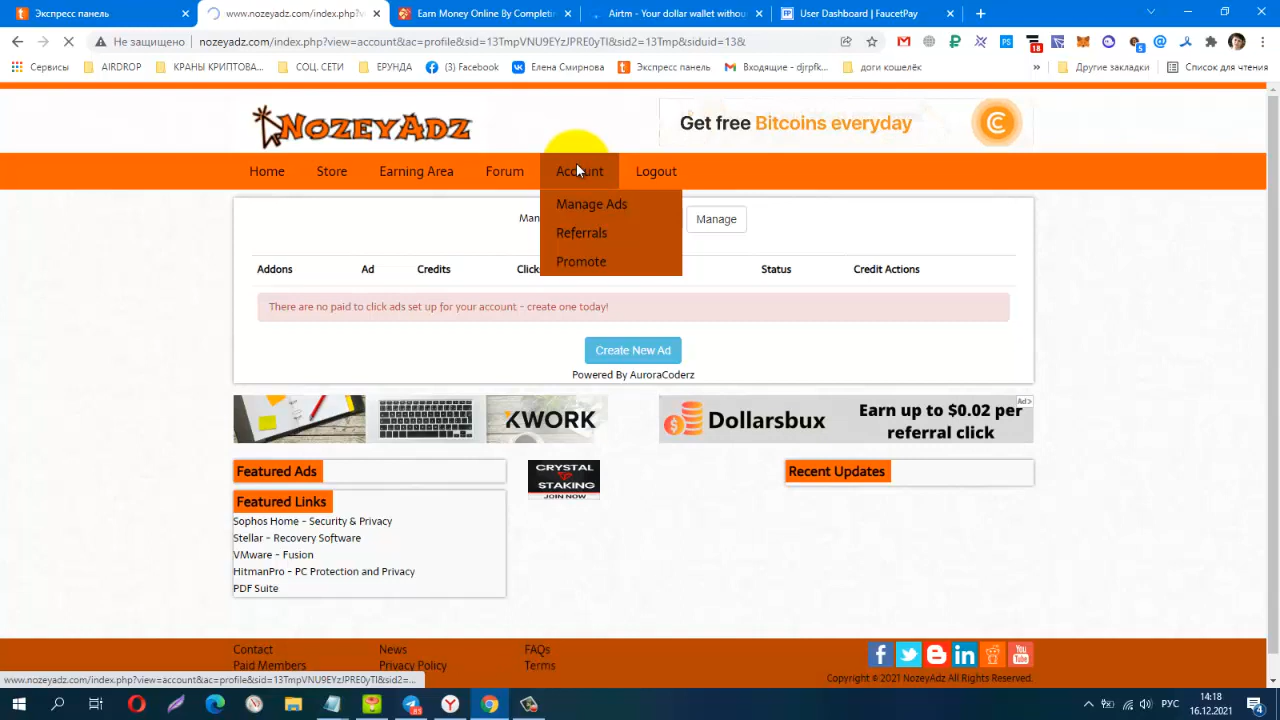 Экспресс панель
www.nozeyadz.com/index.php?vi
Earn Money Online By Completin
Airtm - Your dollar wallet withou
User Dashboard | FaucetPay
Не защищено
nozeyadz.com/index.php?view=account&ac=profile&sid=13TmpVNU9EYzJPRE0yTI&sid2=13Tmp&siduid=13&
Сервисы
AIRDROP
КРАНЫ КРИПТОВА...
СОЦ. СЕТИ
ЕРУНДА
(3) Facebook
Елена Смирнова
Экспресс панель
Входящие - djrpfk...
доги кошелёк
»
Другие закладки
Список для чтения
NozeyAdz
Get free Bitcoins everyday
Home
Store
Earning Area
Forum
Account
Logout
Manage Ads
Referrals
Promote
Manage
Addons
Ad
Credits
Status
Credit Actions
There are no paid to click ads set up for your account - create one today!
Create New Ad
Powered By AuroraCoderz
KWORK
Dollarsbux
Earn up to $0.02 per
referral click
Ad
Featured Ads
CRYSTAL
STAKING
JOIN NOW
Recent Updates
Featured Links
Sophos Home - Security & Privacy
Stellar - Recovery Software
VMware - Fusion
HitmanPro - PC Protection and Privacy
PDF Suite
Contact
News
FAQs
Paid Members
Privacy Policy
Terms
Copyright © 2021 NozeyAdz All Rights Reserved.
www.nozeyadz.com/index.php?view=account&ac=profile&sid=13TmpVNU9EYzJPRE0yTI&sid2=...
РУС
14:18
16.12.2021